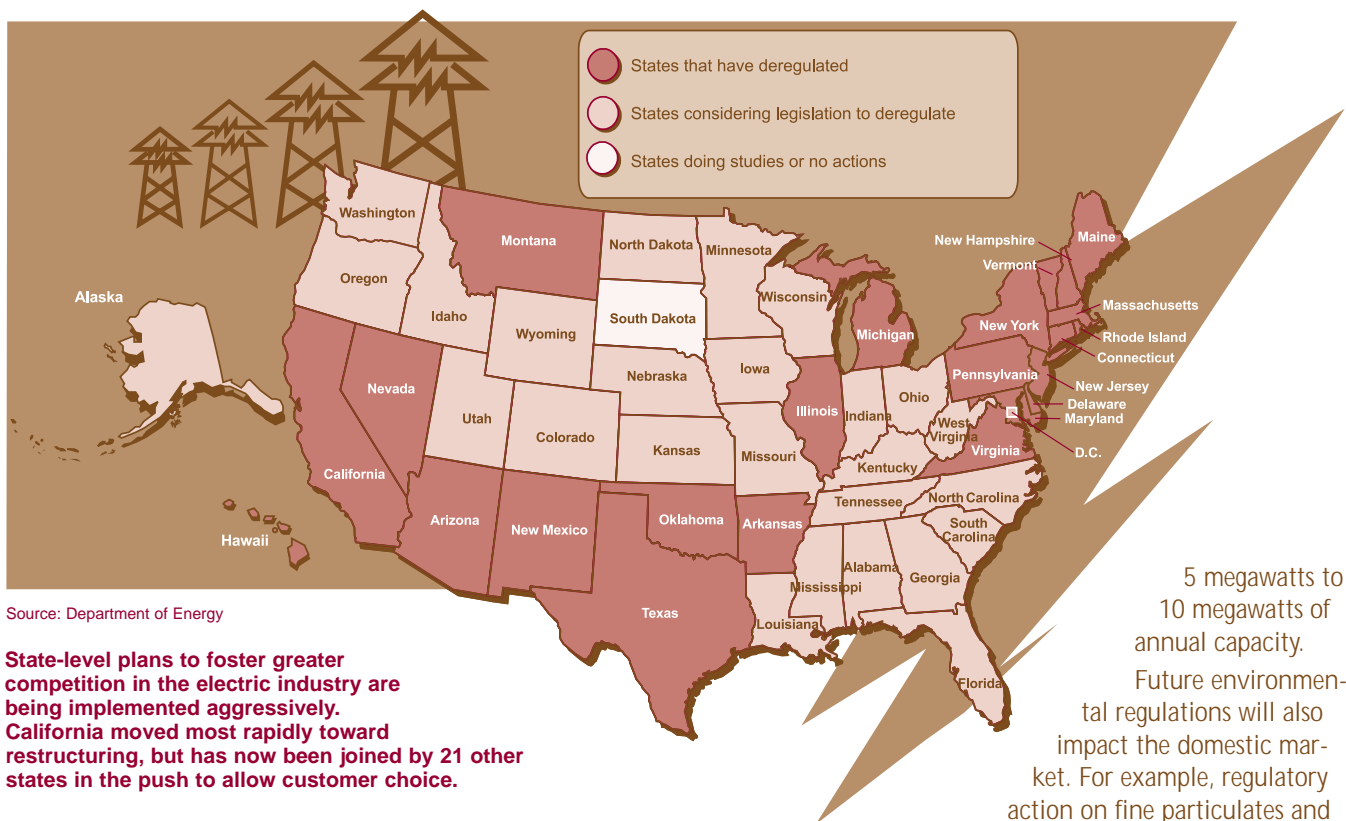 States that have deregulated
States considering legislation to deregulate
States doing studies or no actions
Washington
Montana
North Dakota
Minnesota
New Hampshire
Maine
Vermont
Oregon
Alaska
Idaho
Wyoming
South Dakota
Wisconsin
Michigan
New York
Massachusetts
Rhode Island
Connecticut
Nevada
Nebraska
Iowa
Pennsylvania
New Jersey
Delaware
Maryland
Utah
Colorado
Illinois
Indiana
Ohio
West
Virginia
Virginia
D.C.
California
Kansas
Missouri
Kentucky
Hawaii
Arizona
New Mexico
Oklahoma
Arkansas
Tennessee
North Carolina
South
Carolina
Texas
Mississippi
Alabama
Georgia
Louisiana
Florida
Source: Department of Energy
State-level plans to foster greater
competition in the electric industry are
being implemented aggressively.
California moved most rapidly toward
restructuring, but has now been joined by 21 other
states in the push to allow customer choice.
5 megawatts to
10 megawatts of
annual capacity.
Future environmen-
tal regulations will also
impact the domestic mar-
ket. For example, regulatory
action on fine particulates and